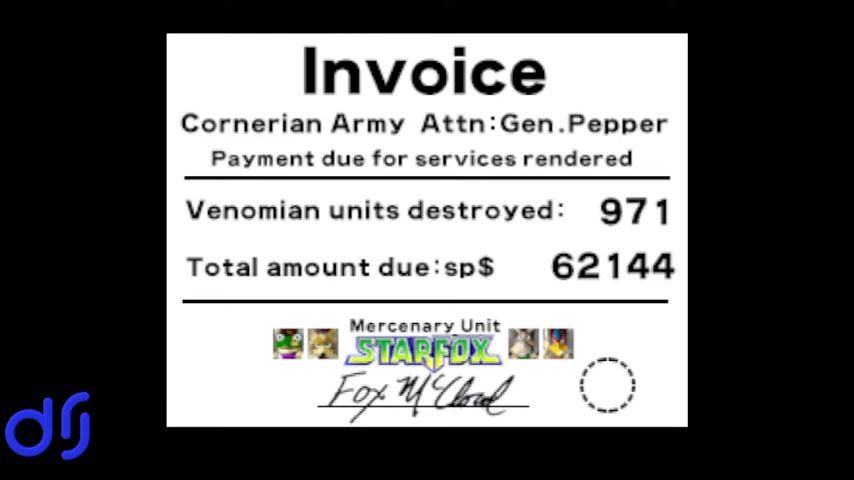 Invoice
Cornerian Army Attn:Gen.Pepper
Payment due for services rendered
Venomian units destroyed: 971
Total amount due:sp$ 62144
Mercenary Unit
STARFOX
Fox McCloud